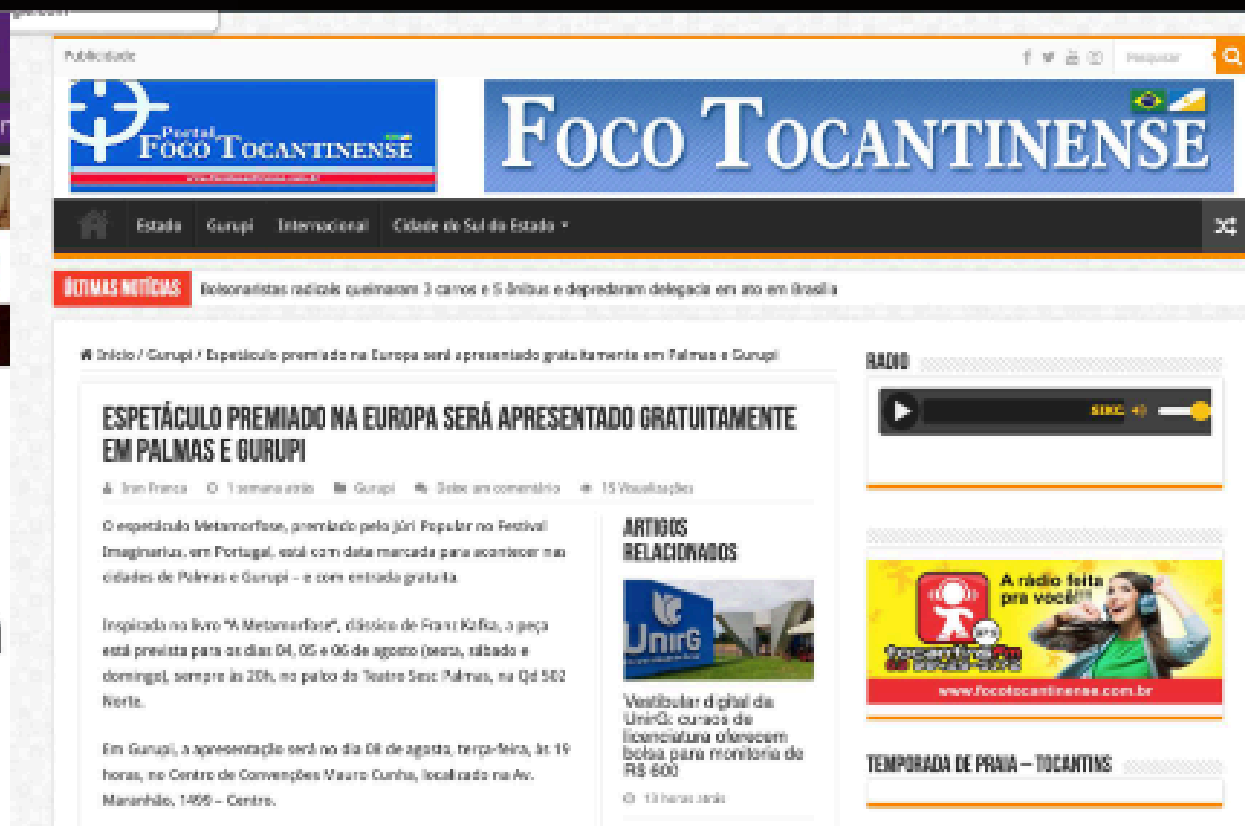 Publicidade
Pesquisar
Portal
FOCO TOCANTINENSE
FOCO TOCANTINENSE
Estado Gurupi Internacional Cidade do Sul do Estado
ÚLTIMAS NOTÍCIAS Bolsonaristas radicais queimaram 3 carros e 5 ônibus e depredaram delegacia em ato em Brasília
Início / Gurupi / Espetáculo premiado na Europa será apresentado gratuitamente em Palmas e Gurupi
ESPETÁCULO PREMIADO NA EUROPA SERÁ APRESENTADO GRATUITAMENTE
EM PALMAS E GURUPI
1 semana atrás Gurupi Deixe um comentário 15 Visualizações
O espetáculo Metamorfose, premiado pelo Júri Popular no Festival
Imaginarius, em Portugal, está com data marcada para acontecer nas
cidades de Palmas e Gurupi – e com entrada gratuita.
Inspirada no livro "A Metamorfose", clássico de Franz Kafka, a peça
está prevista para os dias 04, 05 e 06 de agosto (sexta, sábado e
domingo), sempre às 20h, no palco do Teatro Sesc Palmas, na Qd 502
Norte.
Em Gurupi, a apresentação será no dia 08 de agosto, terça-feira, às 19
horas, no Centro de Convenções Mauro Cunha, localizado na Av.
Maranhão, 1499 – Centro.
ARTIGOS
RELACIONADOS
UnirG
Vestibular digital da
UnirG: cursos de
licenciatura oferecem
bolsa para monitoria de
R$ 600
13 horas atrás
RADIO
A rádio feita
pra você!!!
tocantins fm
www.focotocantinense.com.br
TEMPORADA DE PRAIA – TOCANTINS